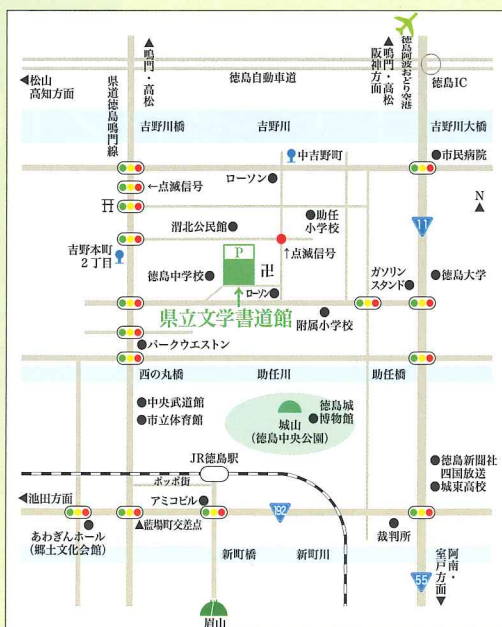 ▲鳴門・高松
▲鳴門・高松
阪神方面
徳島阿波おどり空港
◀松山
高知方面
県道徳島鳴門線
徳島自動車道
徳島IC
吉野川橋
吉野川
吉野川大橋
中吉野町
市民病院
←点滅信号
ローソン
N
▲
渭北公民館
助任
小学校
11
P
↑点滅信号
吉野本町
2丁目
徳島中学校
卍
ガソリン
スタンド
徳島大学
ローソン
県立文学書道館
附属小学校
パークウエストン
西の丸橋
助任川
助任橋
中央武道館
市立体育館
徳島城
博物館
城山
(徳島中央公園)
JR徳島駅
ポッポ街
徳島新聞社
四国放送
城東高校
◀池田方面
アミコビル
192
あわぎんホール
(郷土文化会館)
▲藍場町交差点
裁判所
新町橋
新町川
阿南・
室戸方面▼
55
眉山